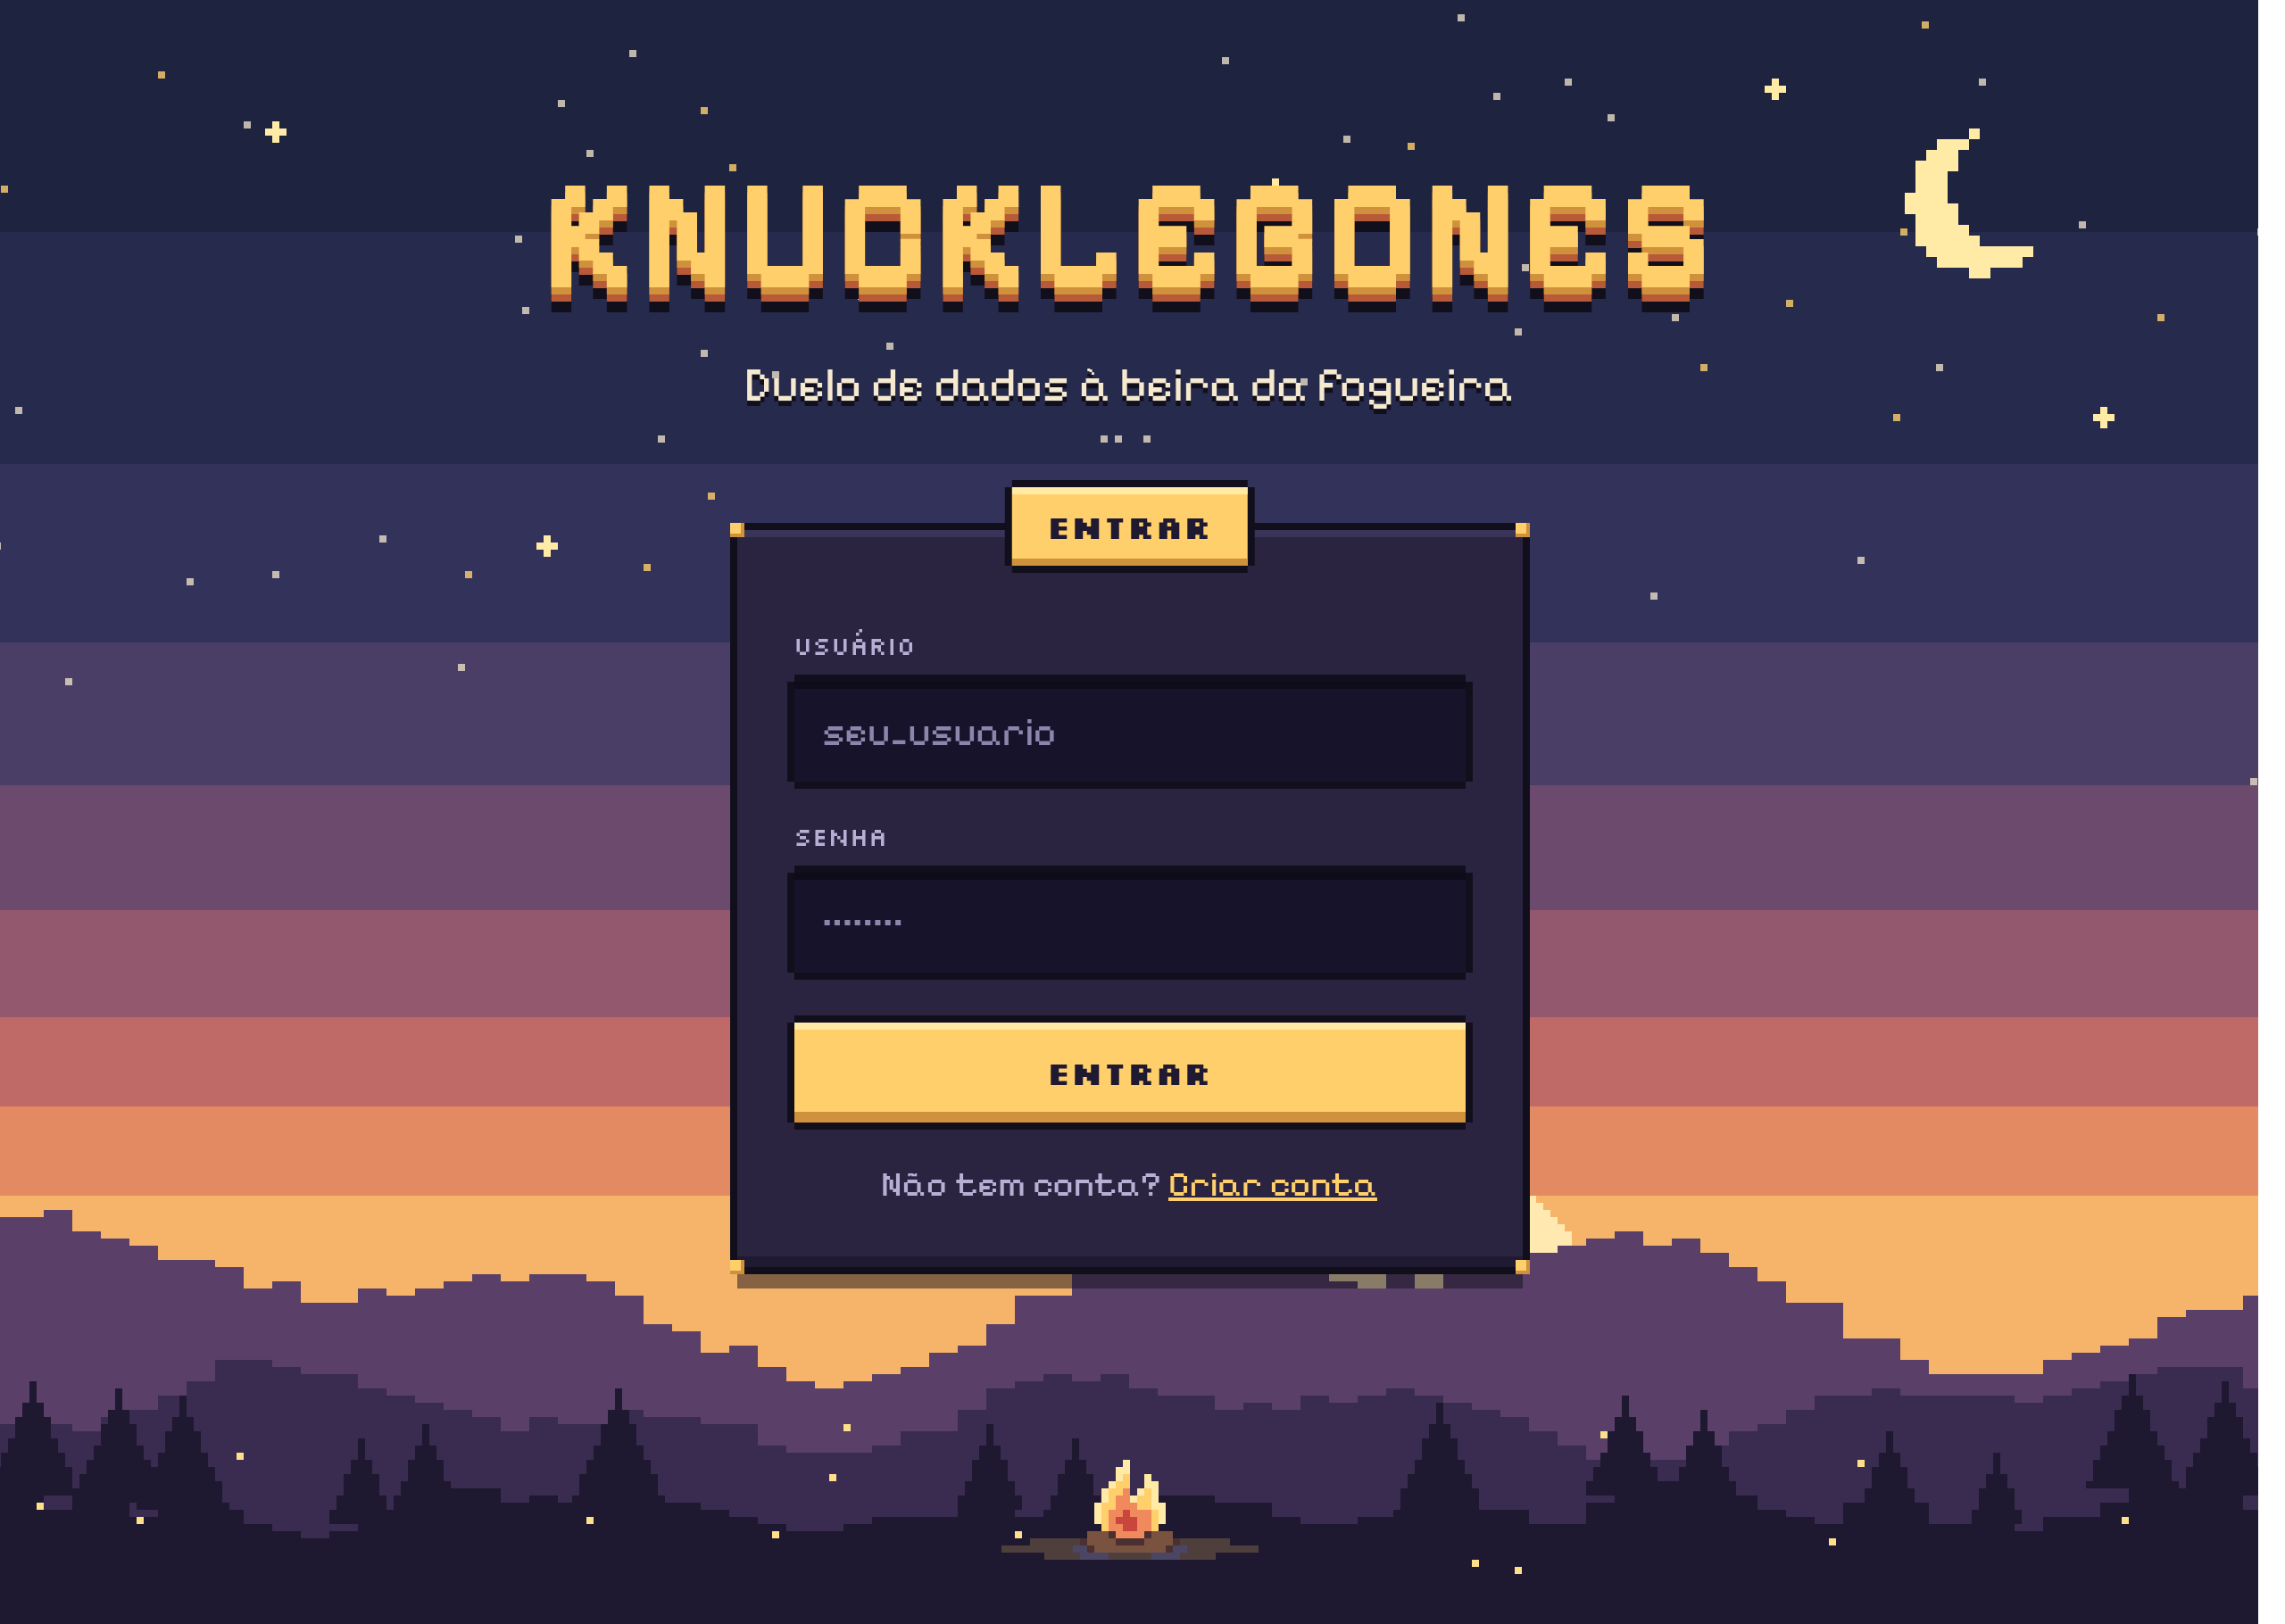 KNUCKLEBONES
Duelo de dados à beira da fogueira
ENTRAR
USUÁRIO
seu_usuario
SENHA
••••••••
ENTRAR
Não tem conta? Criar conta